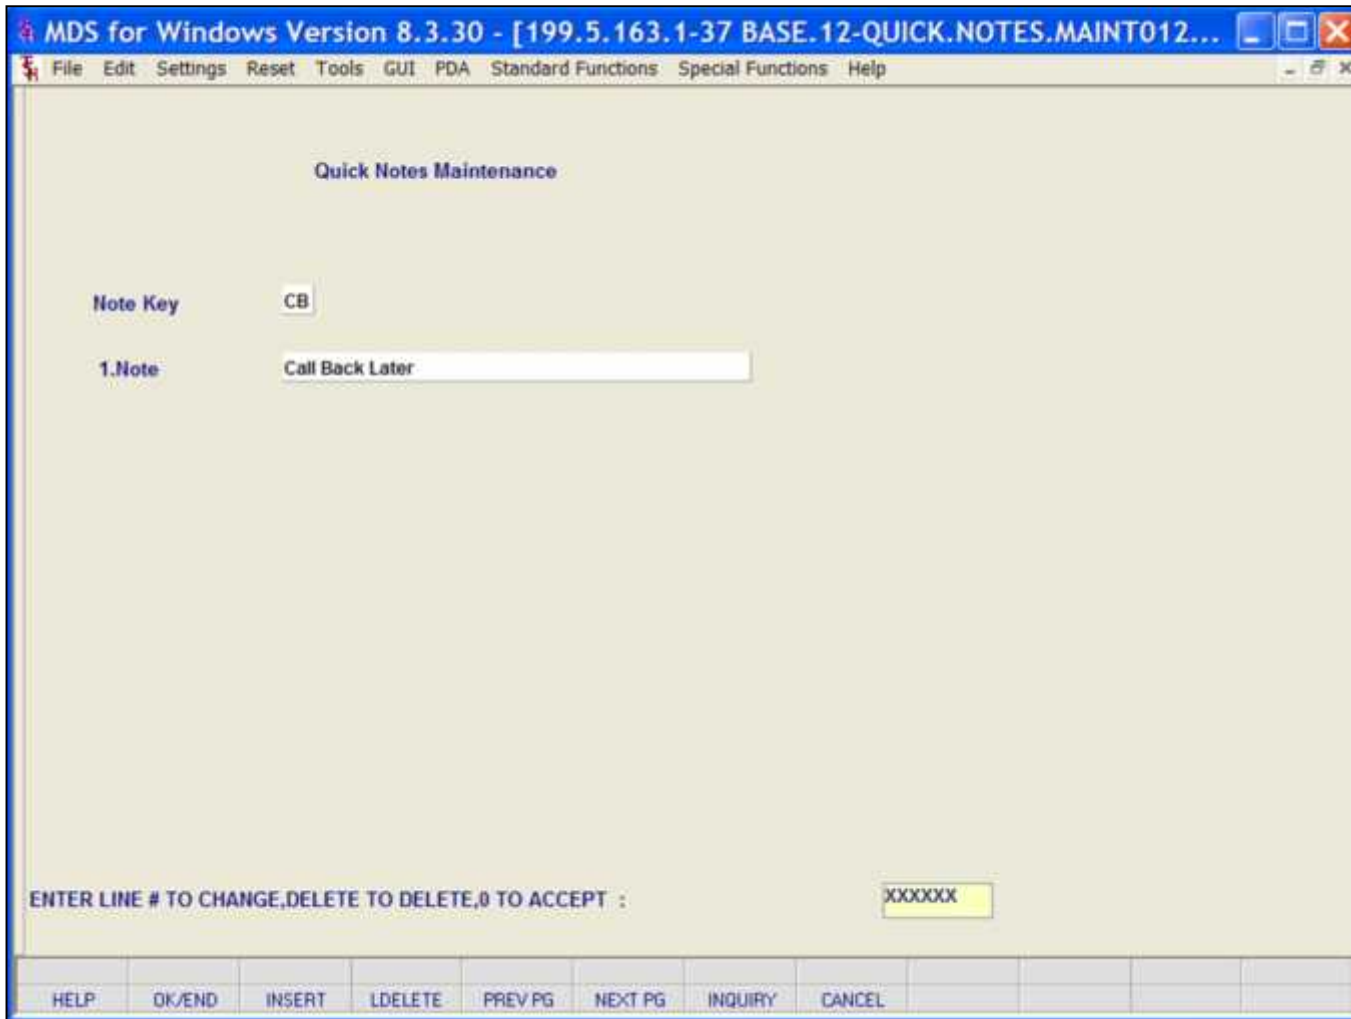 MDS for Windows Version 8.3.30 - [199.5.163.1-37 BASE.12-QUICK.NOTES.MAINT012...
File Edit Settings Reset Tools GUI PDA Standard Functions Special Functions Help
Quick Notes Maintenance
Note Key CB
1.Note Call Back Later
ENTER LINE # TO CHANGE,DELETE TO DELETE,0 TO ACCEPT : XXXXXX
HELP OK/END INSERT LDELETE PREV PG NEXT PG INQUIRY CANCEL